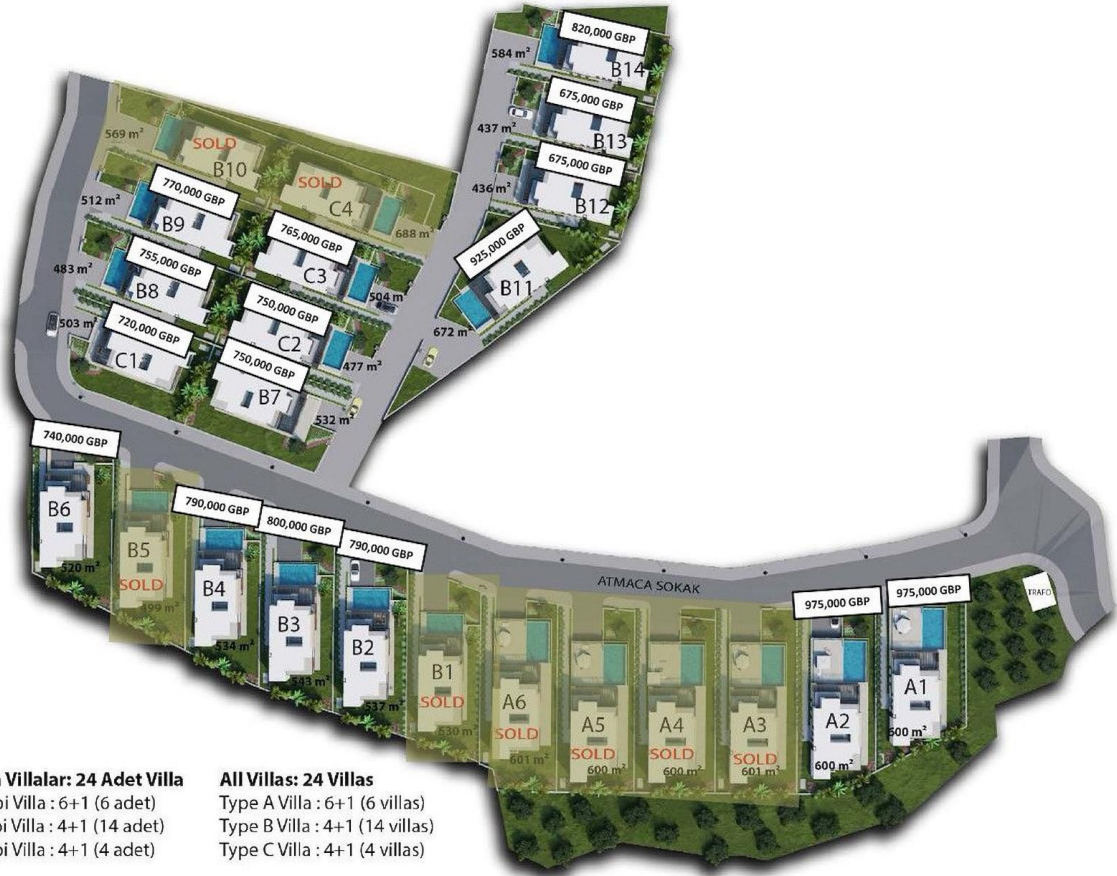 820,000 GBP
584 m²
B14
675,000 GBP
437 m²
B13
675,000 GBP
436 m²
B12
925,000 GBP
B11
672 m²
569 m²
SOLD
B10
SOLD
C4
688 m²
770,000 GBP
512 m²
B9
765,000 GBP
C3
504 m
755,000 GBP
483 m²
B8
750,000 GBP
C2
477 m²
720,000 GBP
503 m²
C1
750,000 GBP
B7
532 m²
740,000 GBP
B6
520 m²
B5
SOLD
499 m²
790,000 GBP
B4
534 m²
800,000 GBP
B3
543 m²
790,000 GBP
B2
537 m²
B1
SOLD
530 m²
ATMACA SOKAK
A6
SOLD
601 m²
A5
SOLD
600 m²
A4
SOLD
600 m²
A3
SOLD
601 m²
975,000 GBP
A2
600 m²
975,000 GBP
A1
600 m²
TRAFO
Villalar: 24 Adet Villa
Villa : 6+1 (6 adet)
Villa : 4+1 (14 adet)
Villa : 4+1 (4 adet)
All Villas: 24 Villas
Type A Villa : 6+1 (6 villas)
Type B Villa : 4+1 (14 villas)
Type C Villa : 4+1 (4 villas)